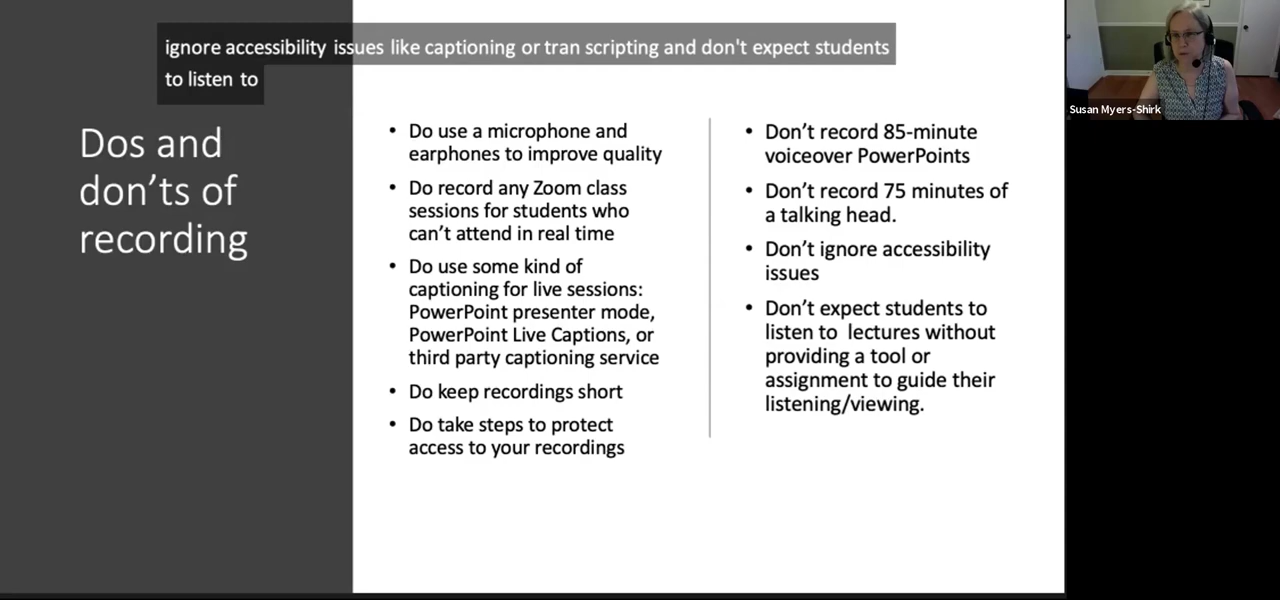 ignore accessibility issues like captioning or tran scripting and don't expect students
to listen to
Dos and
don'ts of
recording
• Do use a microphone and
earphones to improve quality
• Do record any Zoom class
sessions for students who
can't attend in real time
• Do use some kind of
captioning for live sessions:
PowerPoint presenter mode,
PowerPoint Live Captions, or
third party captioning service
• Do keep recordings short
• Do take steps to protect
access to your recordings
• Don't record 85-minute
voiceover PowerPoints
• Don't record 75 minutes of
a talking head.
• Don't ignore accessibility
issues
• Don't expect students to
listen to lectures without
providing a tool or
assignment to guide their
listening/viewing.
Susan Myers-Shirk